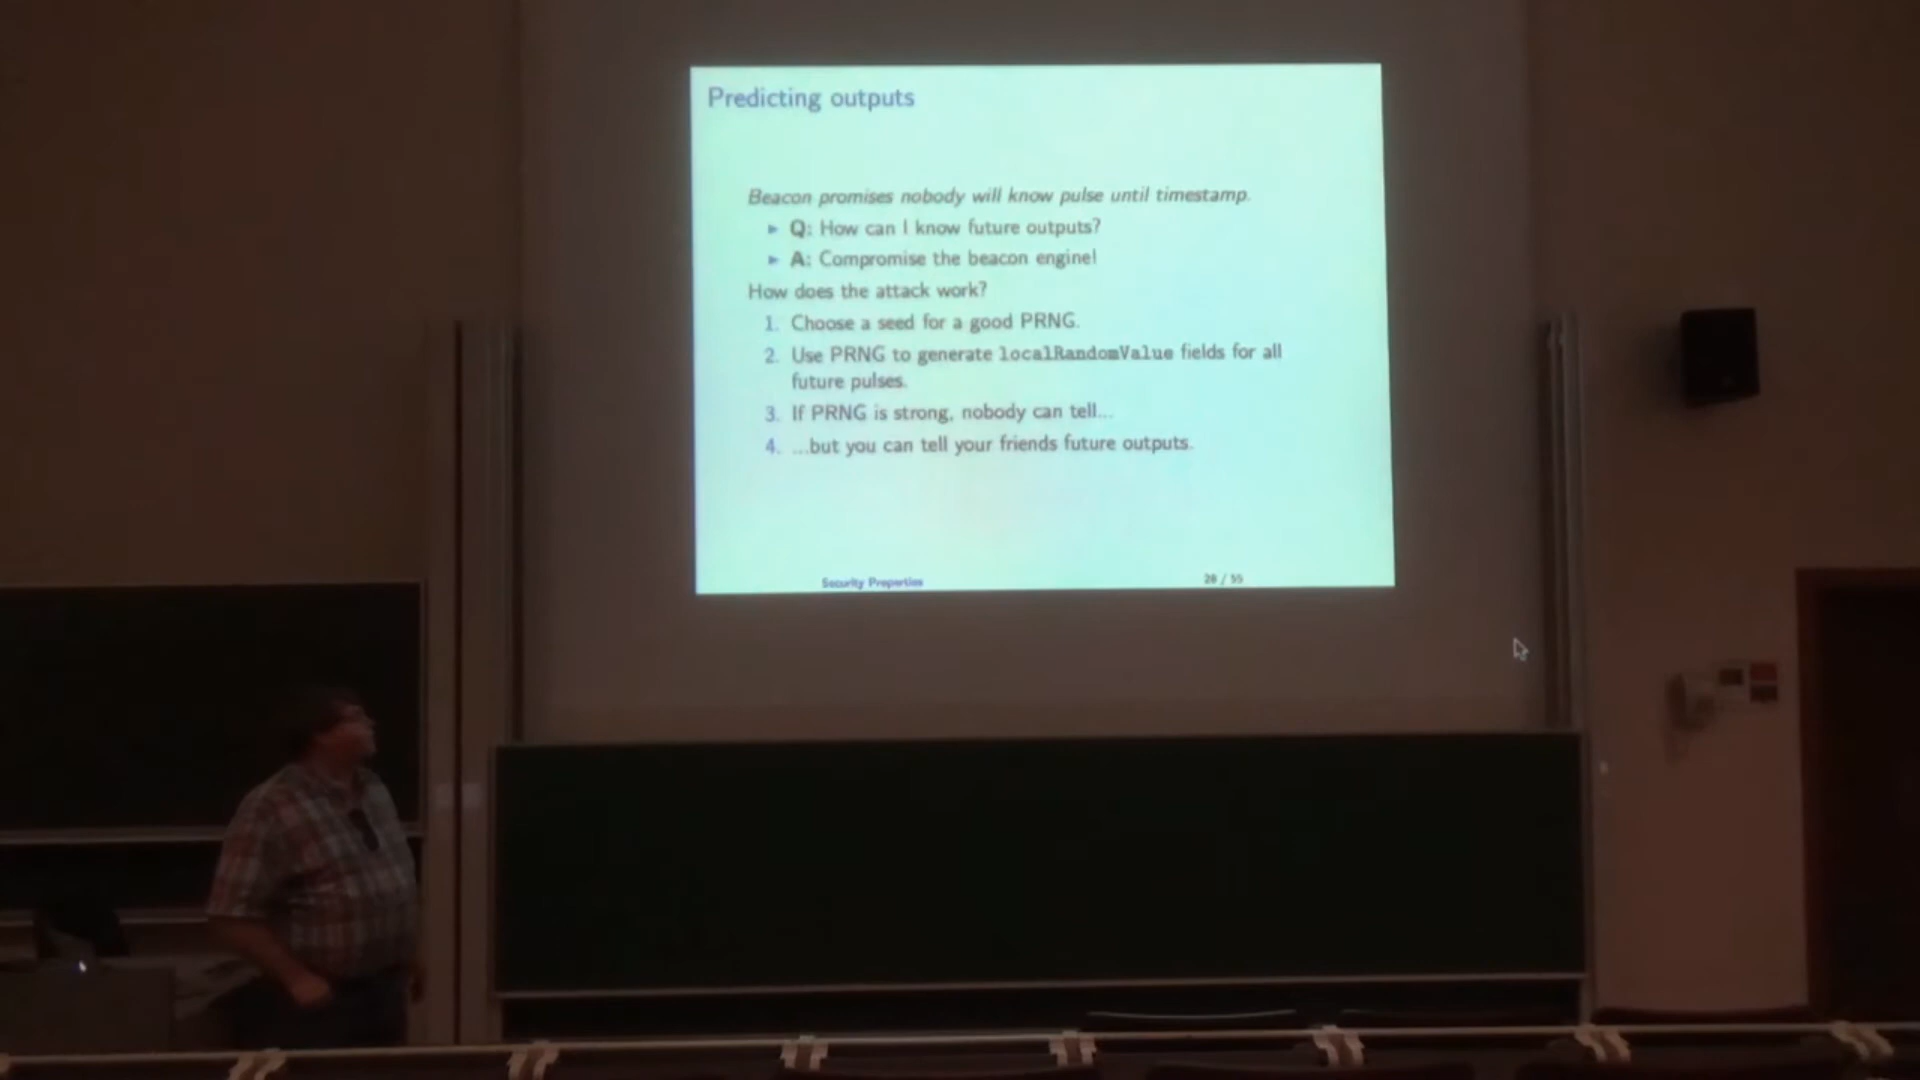 Predicting outputs
Beacon promises nobody will know pulse until timestamp.
► Q: How can I know future outputs?
► A: Compromise the beacon engine!
How does the attack work?
1. Choose a seed for a good PRNG.
2. Use PRNG to generate localRandomValue fields for all
future pulses.
3. If PRNG is strong, nobody can tell...
4. ...but you can tell your friends future outputs.
Security Properties
28 / 55